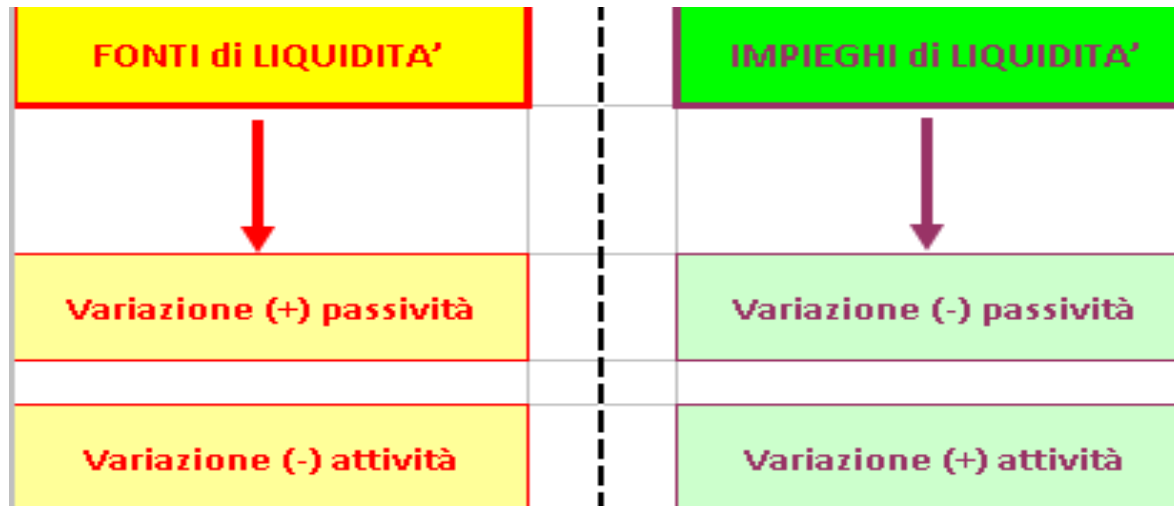 FONTI di LIQUIDITA’
IMPIEGHI di LIQUIDITA’
Variazione (+) passività
Variazione (-) passività
Variazione (-) attività
Variazione (+) attività